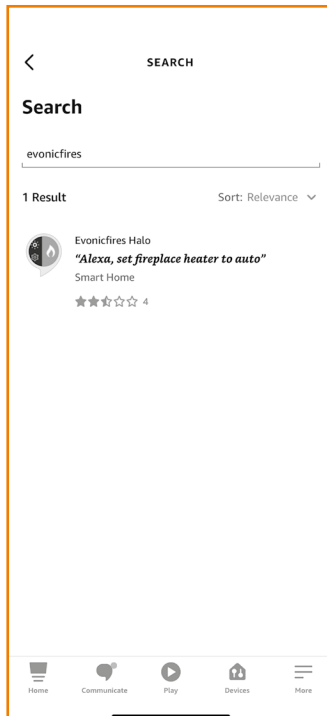 SEARCH
Search
evonicfires
1 Result
Sort: Relevance
Evonicfires Halo
“Alexa, set fireplace heater to auto”
Smart Home
4
Home
Communicate
Play
Devices
More